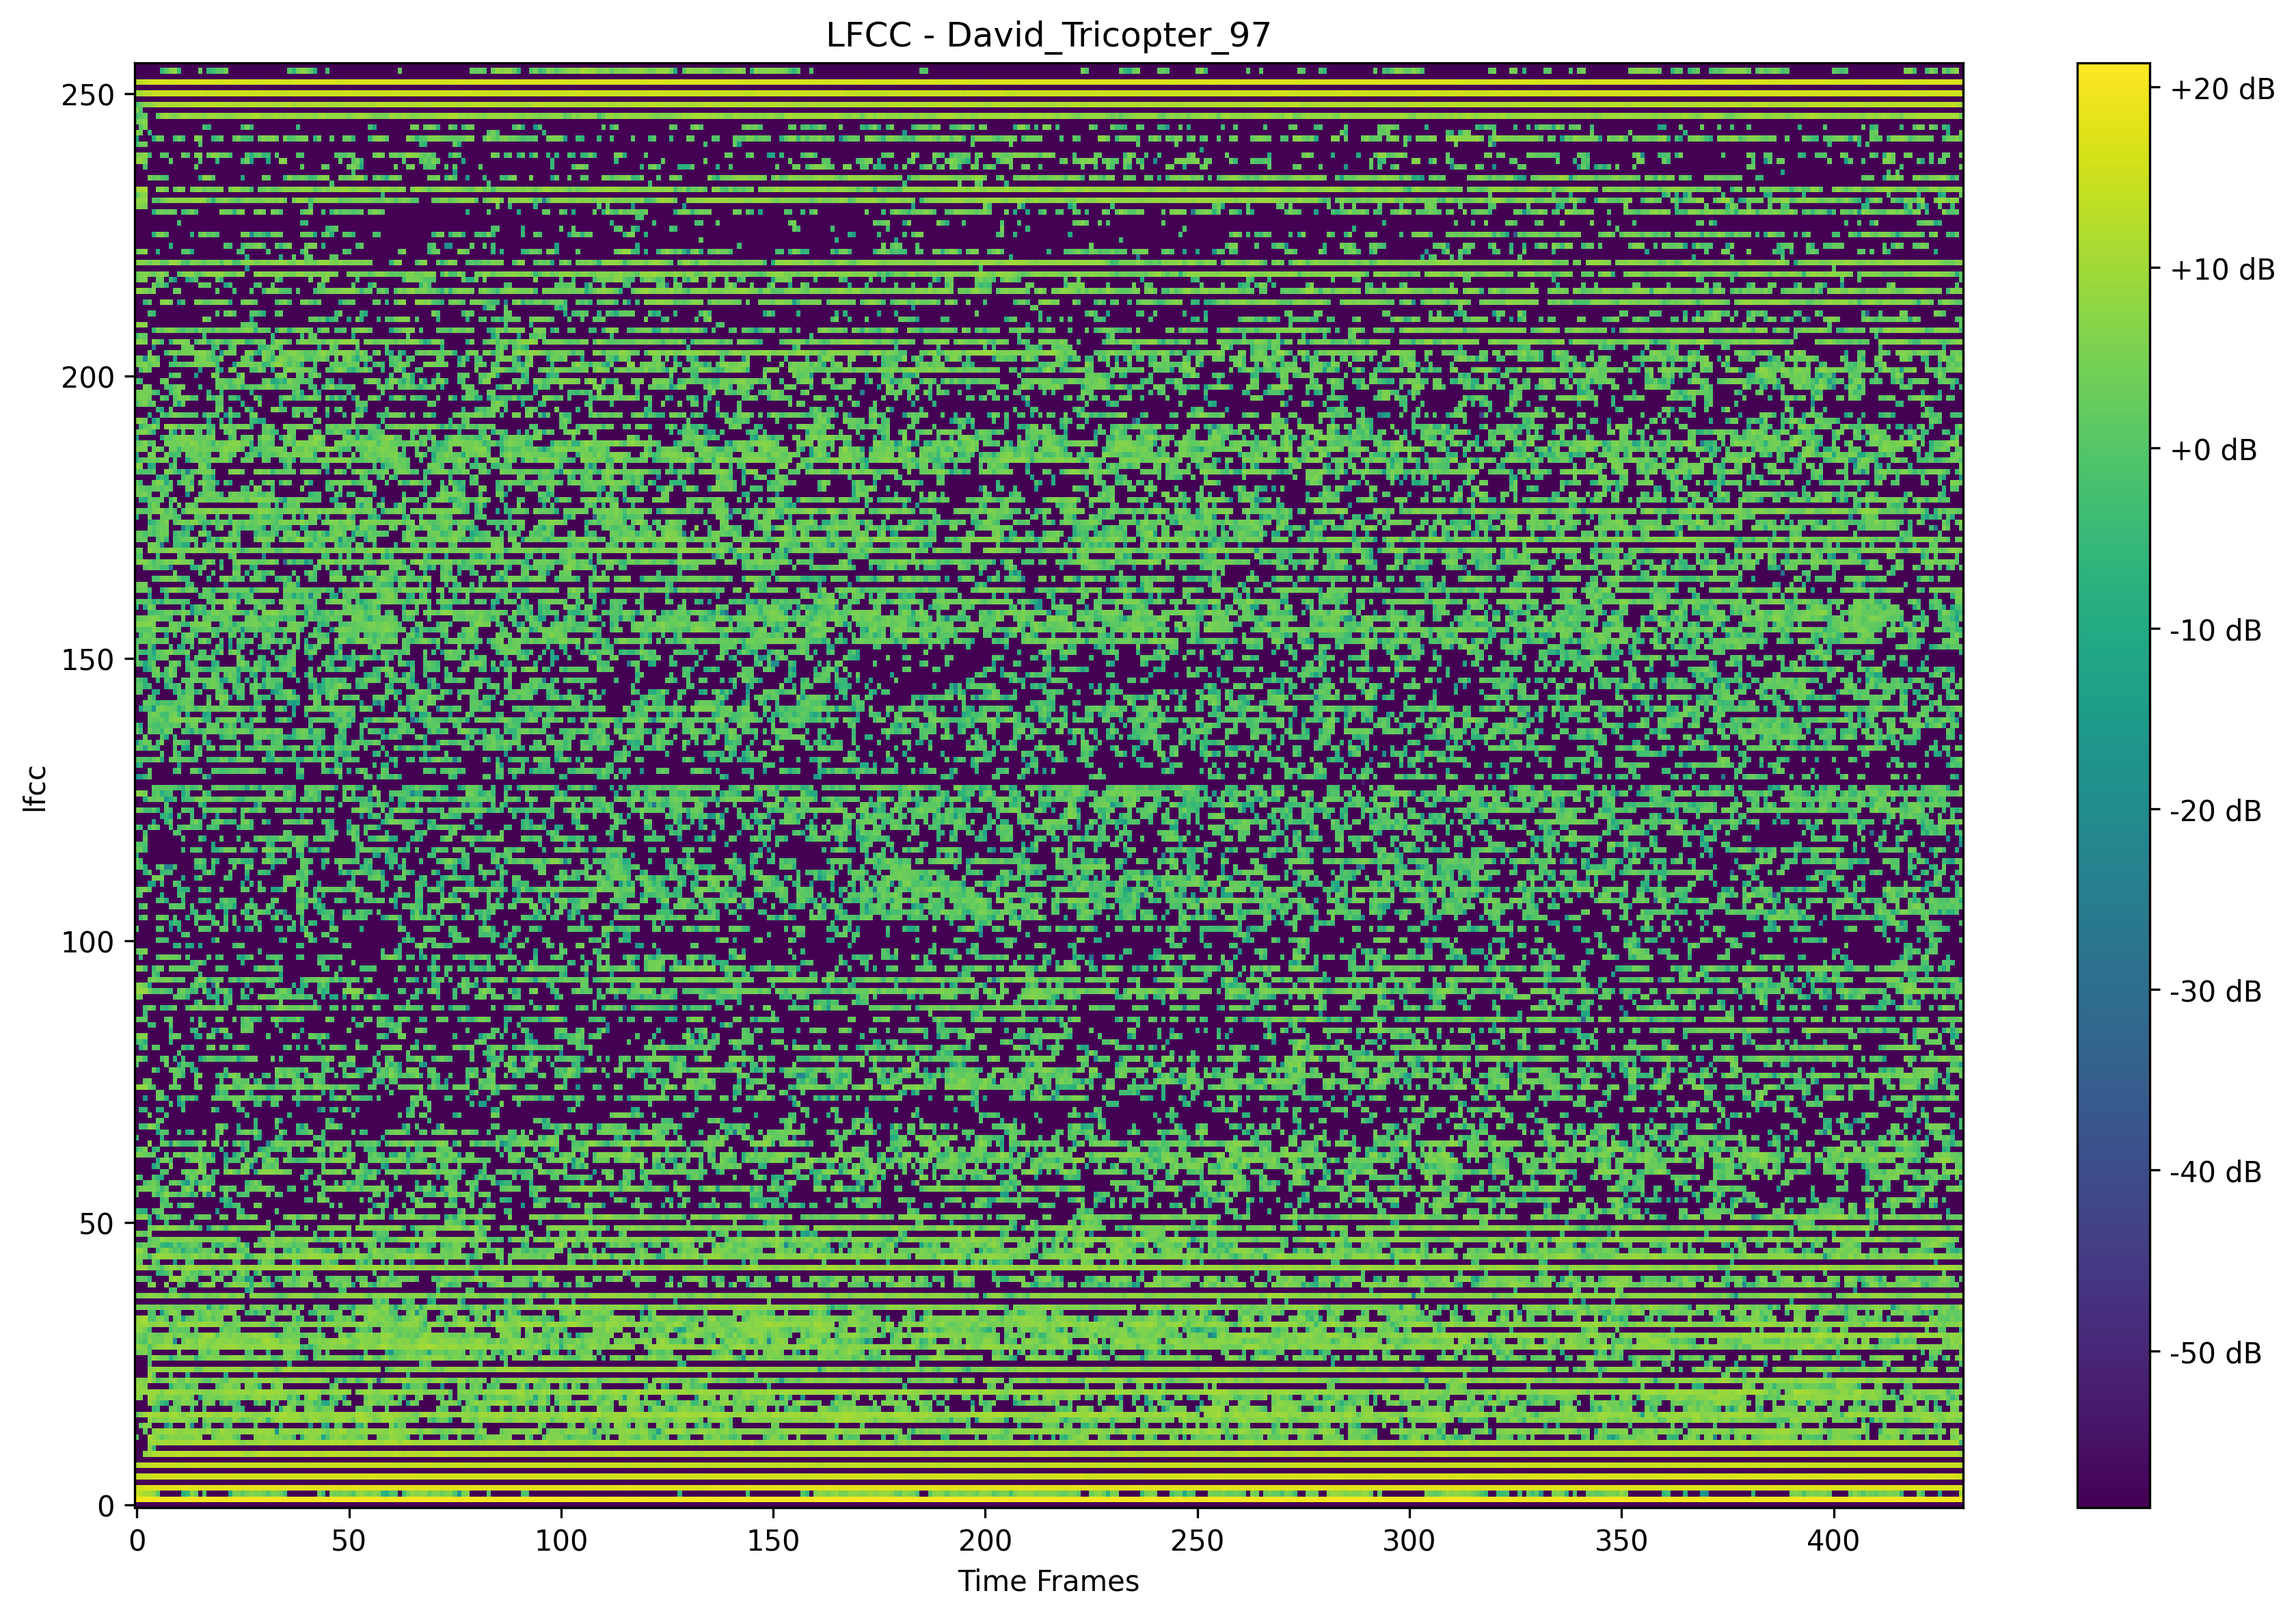 LFCC - David_Tricopter_97
250
200
150
100
50
0
lfcc
0 50 100 150 200 250 300 350 400
Time Frames
+20 dB
+10 dB
+0 dB
-10 dB
-20 dB
-30 dB
-40 dB
-50 dB